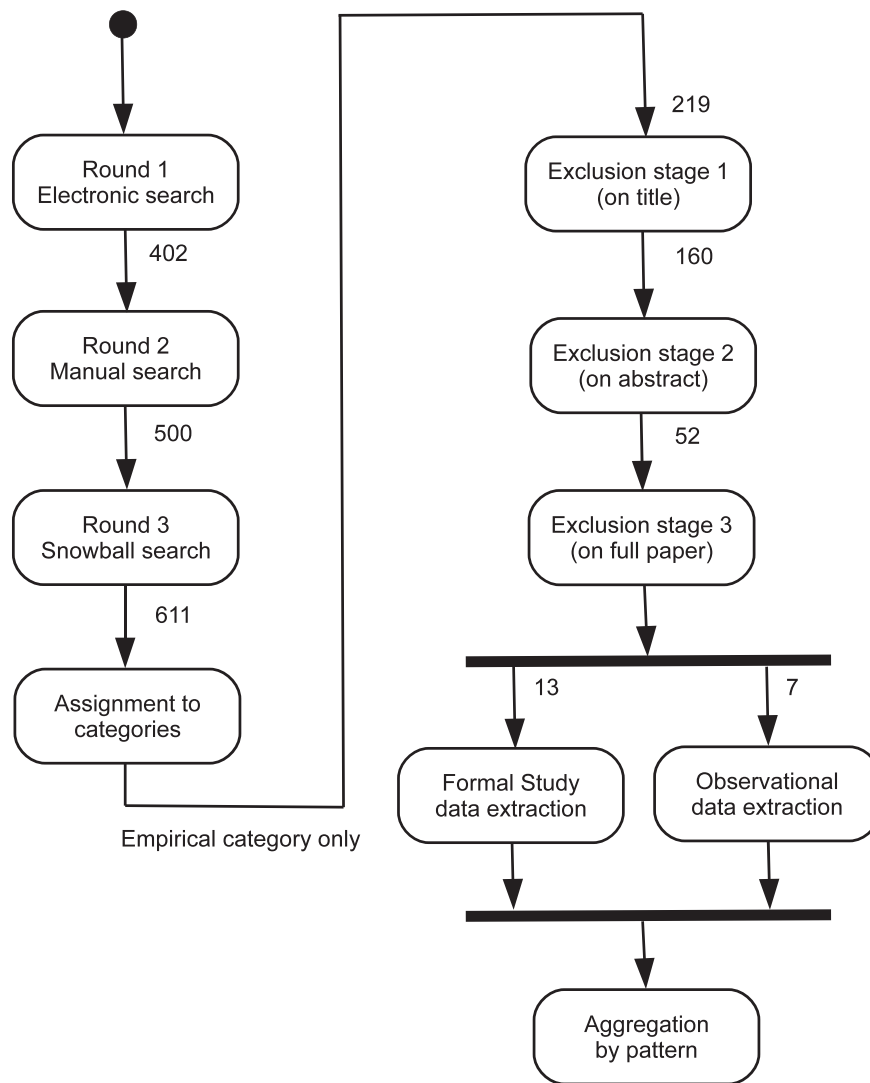 Round 1
Electronic search
402
Round 2
Manual search
500
Round 3
Snowball search
611
Assignment to
categories
Empirical category only
219
Exclusion stage 1
(on title)
160
Exclusion stage 2
(on abstract)
52
Exclusion stage 3
(on full paper)
13
7
Formal Study
data extraction
Observational
data extraction
Aggregation
by pattern